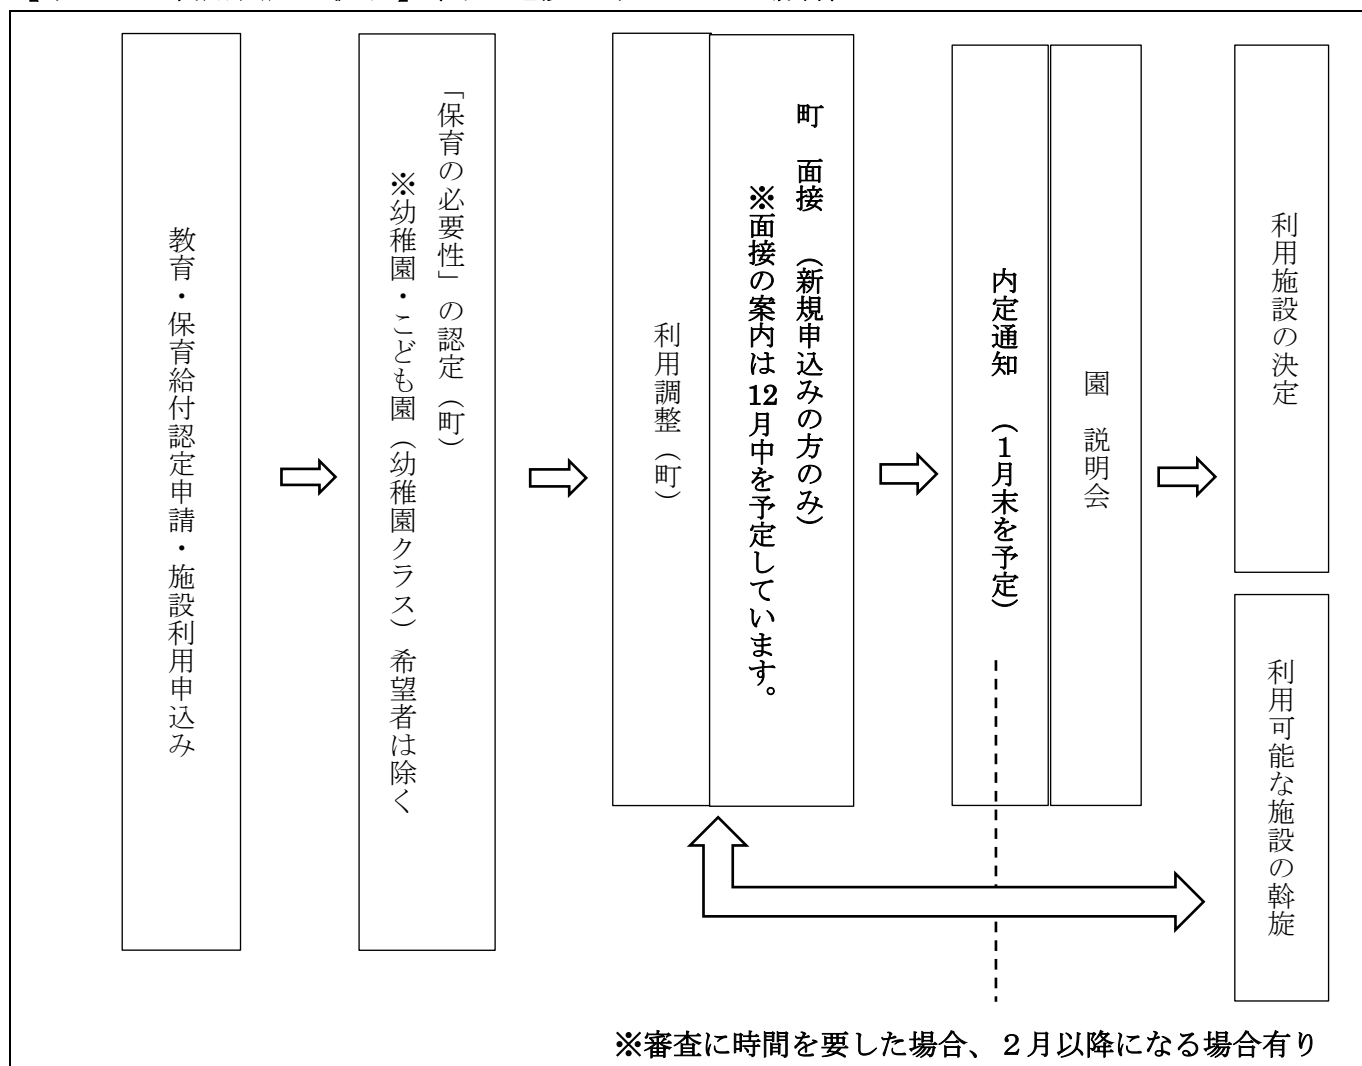 教育・保育給付認定申請・施設利用申込み
「保育の必要性」の認定（町）
※幼稚園・こども園（幼稚園クラス）希望者は除く
利用調整（町）
町　面接　（新規申込みの方のみ）
※面接の案内は12月中を予定しています。
内定通知　（1月末を予定）
園　説明会
利用施設の決定
利用可能な施設の斡旋
※審査に時間を要した場合、２月以降になる場合有り